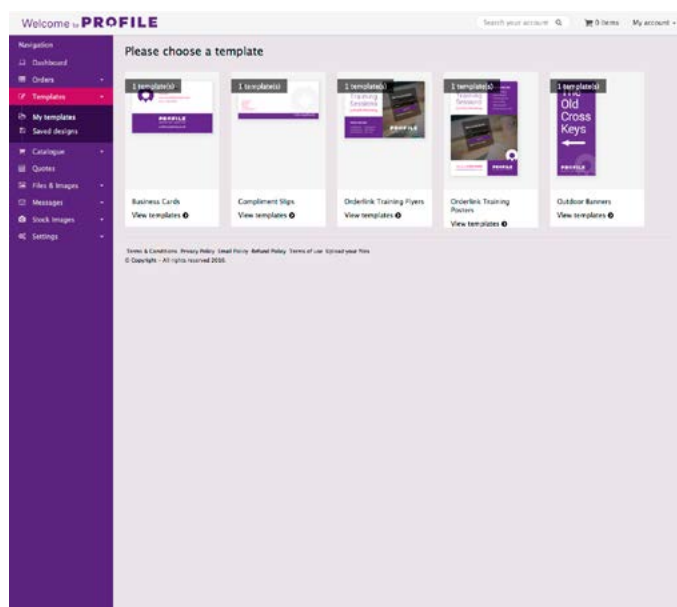 Welcome to PROFILE
Search your account
0 items
My account
Navigation
Dashboard
Orders
Templates
My templates
Saved designs
Catalogue
Quotes
Files & Images
Messages
Stock Images
Settings
Please choose a template
1 template(s)
PROFILE
Business Cards
View templates
1 template(s)
Compliment Slips
View templates
1 template(s)
Training
Sessions
PROFILE
Orderlink Training Flyers
View templates
1 template(s)
Training
Sessions
PROFILE
Orderlink Training
Posters
View templates
1 template(s)
The
Old
Cross
Keys
PROFILE
Outdoor Banners
View templates
Terms & Conditions Privacy Policy Email Policy Refund Policy Terms of use Upload your files
© Copyright - All rights reserved 2016.